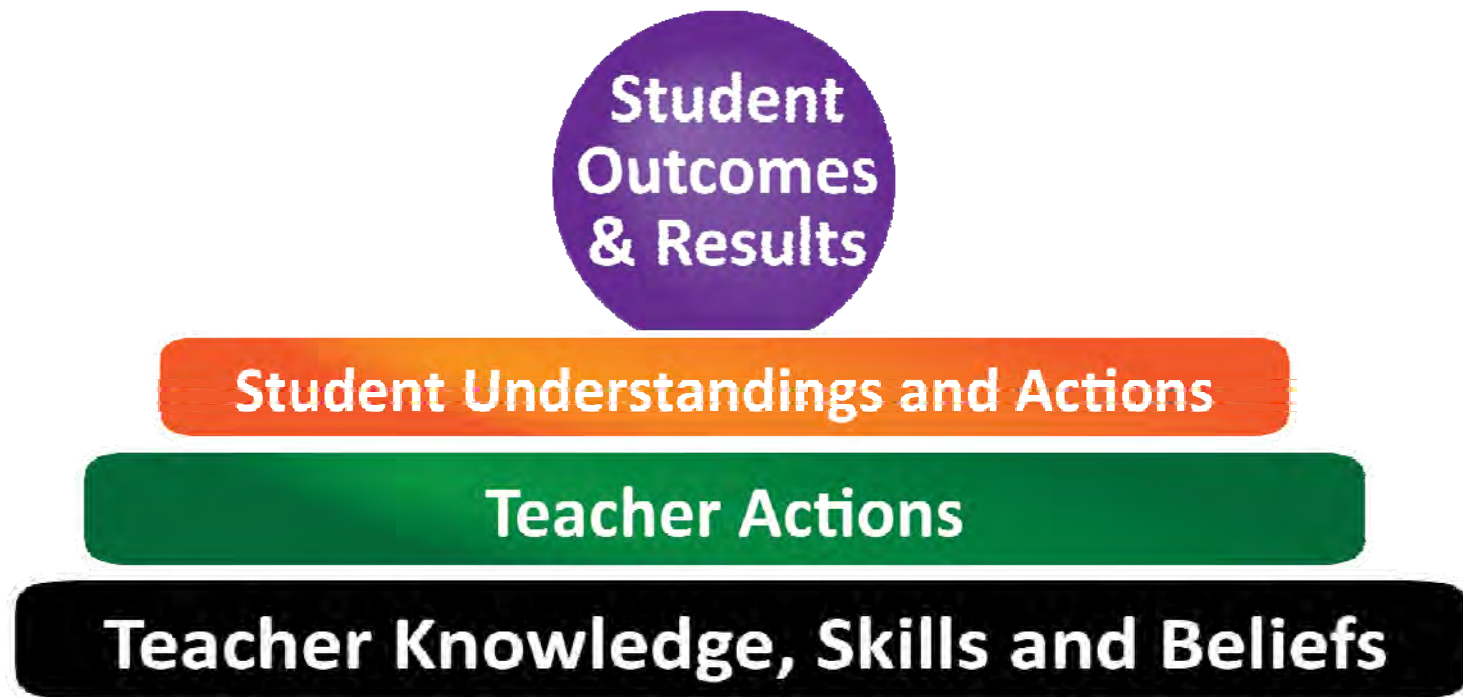 Student
Outcomes
& Results
Student Understandings and Actions
Teacher Actions
Teacher Knowledge, Skills and Beliefs